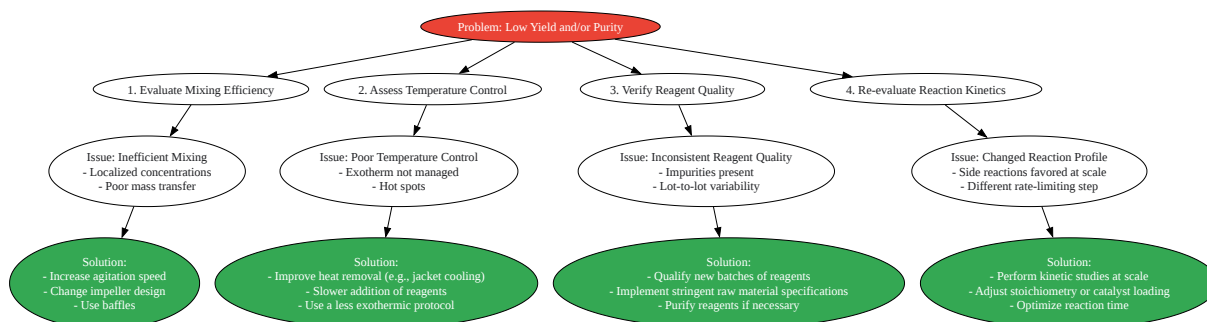 Problem: Low Yield and/or Purity
1. Evaluate Mixing Efficiency
2. Assess Temperature Control
3. Verify Reagent Quality
4. Re-evaluate Reaction Kinetics
Issue: Inefficient Mixing
- Localized concentrations
- Poor mass transfer
Issue: Poor Temperature Control
- Exotherm not managed
- Hot spots
Issue: Inconsistent Reagent Quality
- Impurities present
- Lot-to-lot variability
Issue: Changed Reaction Profile
- Side reactions favored at scale
- Different rate-limiting step
Solution:
- Increase agitation speed
- Change impeller design
- Use baffles
Solution:
- Improve heat removal (e.g., jacket cooling)
- Slower addition of reagents
- Use a less exothermic protocol
Solution:
- Qualify new batches of reagents
- Implement stringent raw material specifications
- Purify reagents if necessary
Solution:
- Perform kinetic studies at scale
- Adjust stoichiometry or catalyst loading
- Optimize reaction time